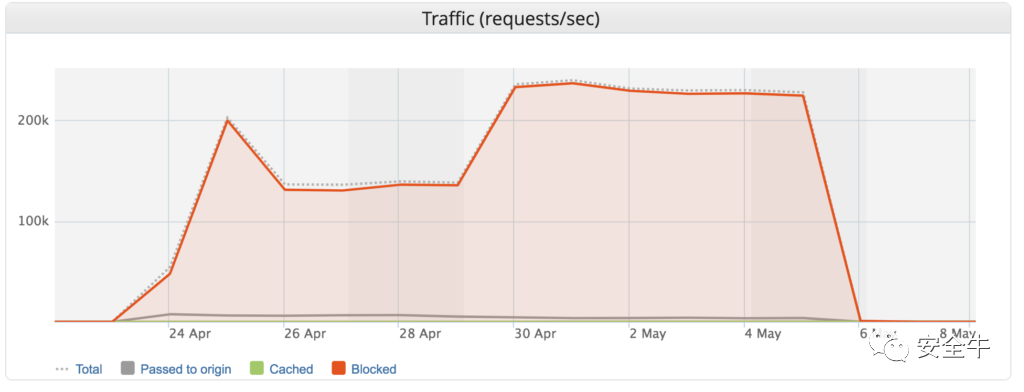 Traffic (requests/sec)
200k
100k
24 Apr 26 Apr 28 Apr 30 Apr 2 May 4 May 6 May 8 May
Total Passed to origin Cached Blocked
安全牛